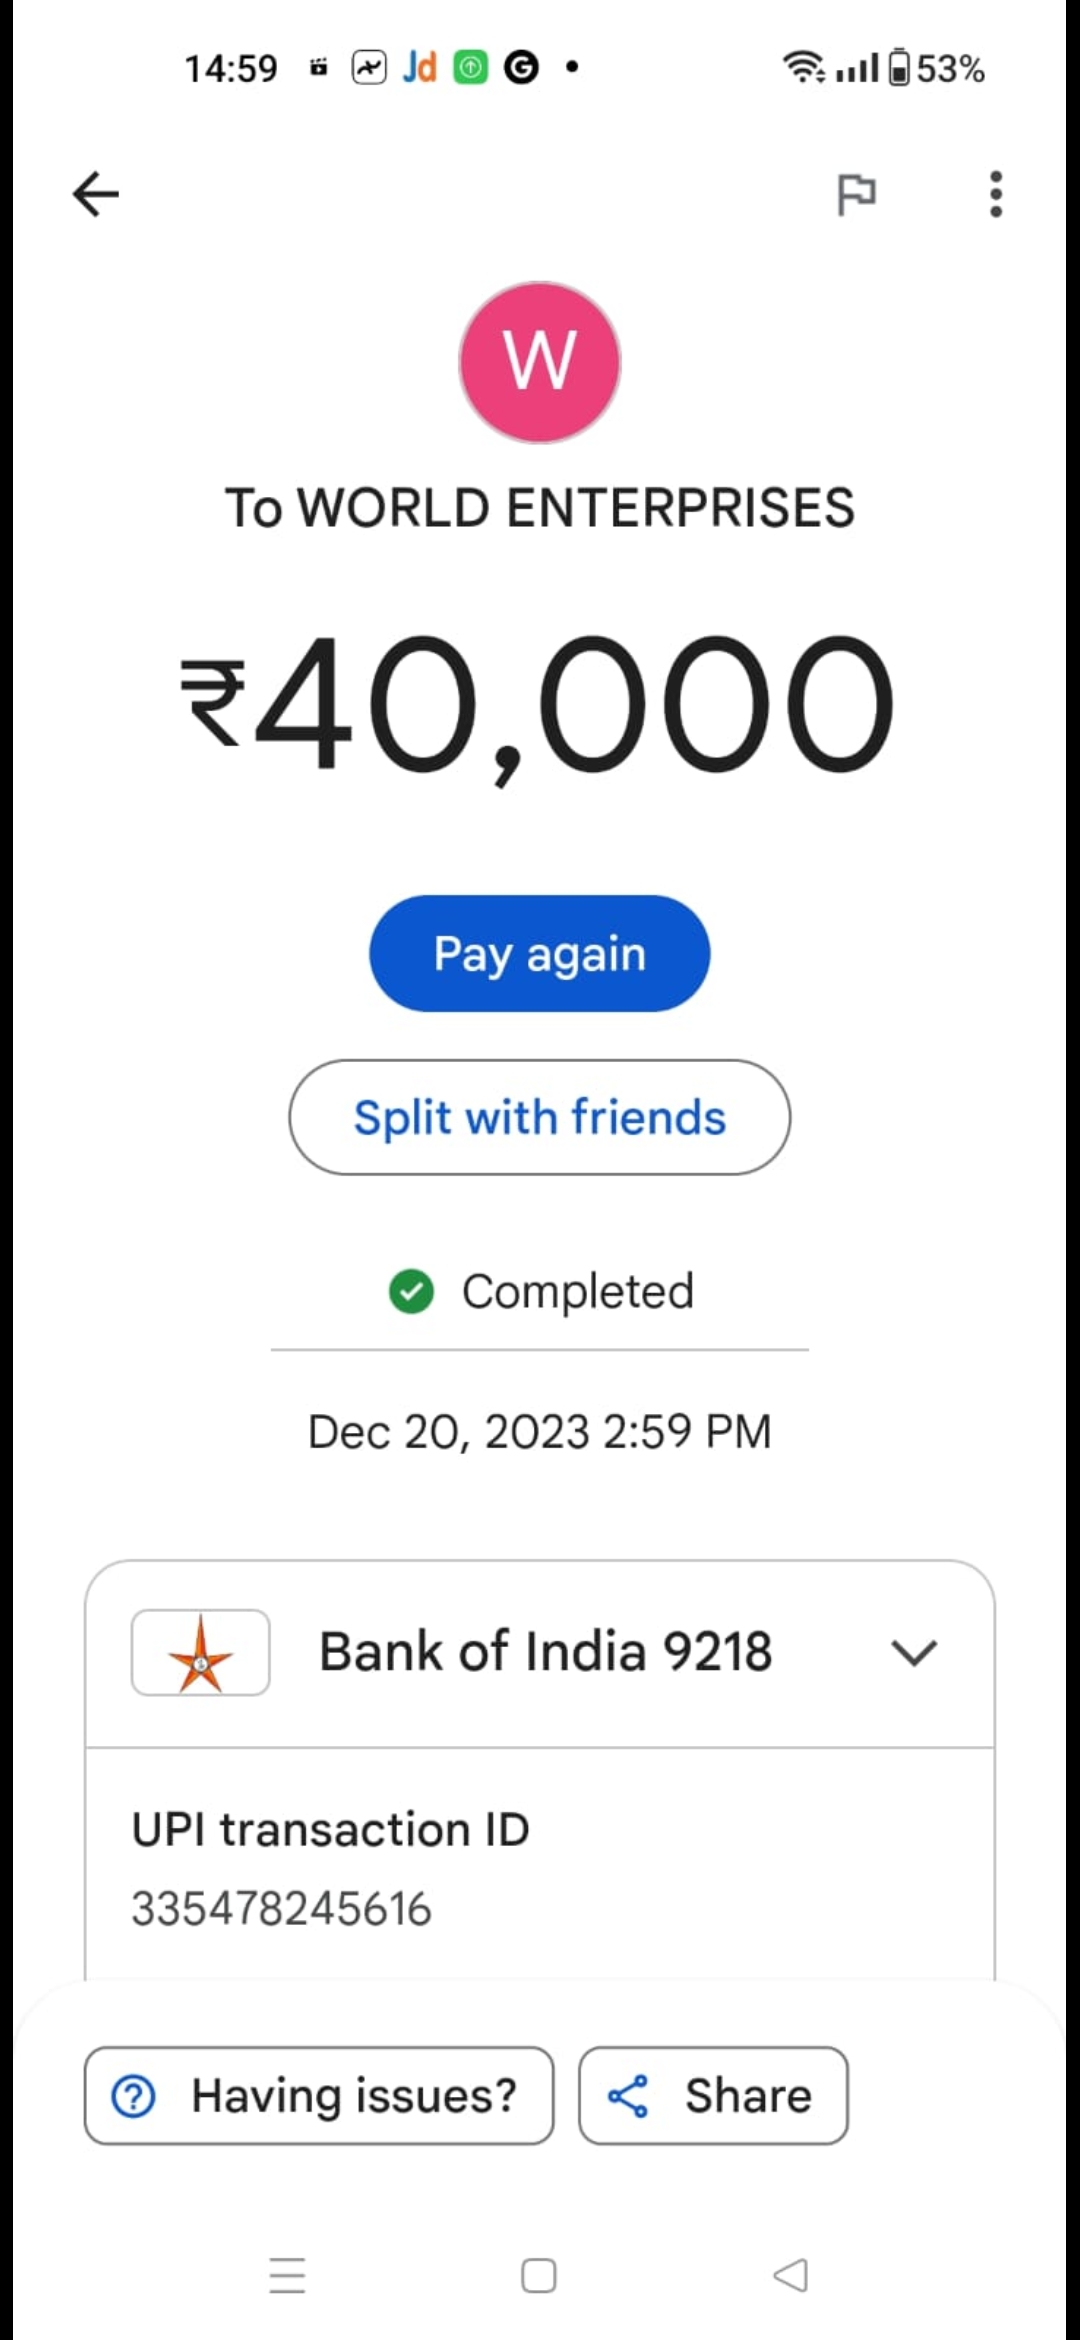 14:59 Jd G 53%
W
To WORLD ENTERPRISES
₹40,000
Pay again
Split with friends
Completed
Dec 20, 2023 2:59 PM
Bank of India 9218
UPI transaction ID
335478245616
Having issues?
Share